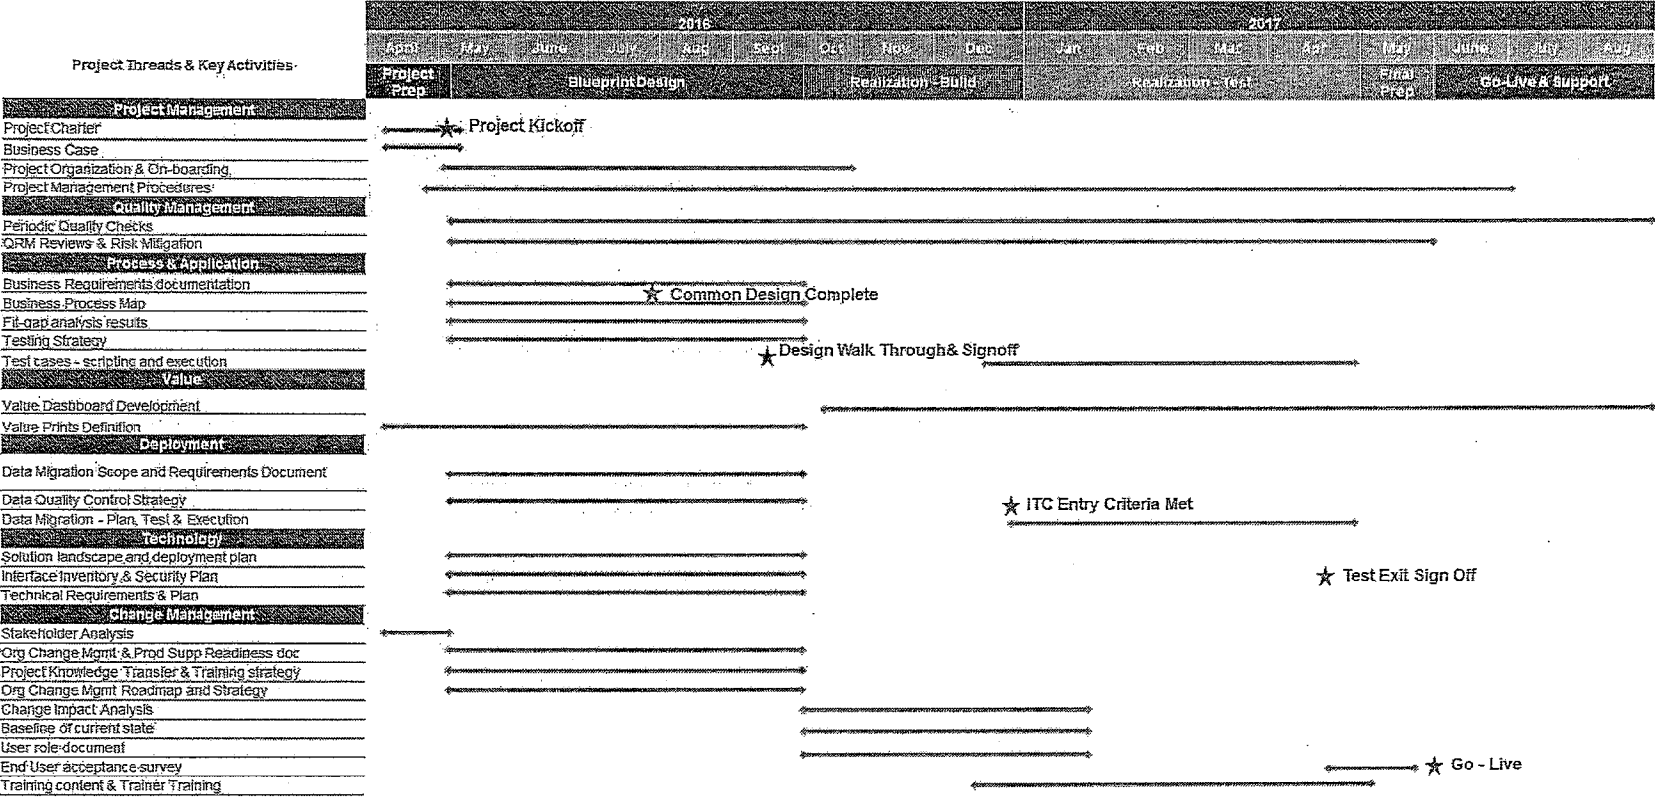 2016 2017
April May June July Aug Sept Oct Nov Dec Jan Feb Mar Apr May June July Aug
Project Threads & Key Activities
Project Prep Blueprint Design Realization - Build Realization - Test Final Prep Go-Live & Support
Project Management
Project Charter
Project Kickoff
Business Case
Project Organization & On-boarding
Project Management Procedures
Quality Management
Periodic Quality Checks
QRM Reviews & Risk Mitigation
Process & Application
Business Requirements documentation
Common Design Complete
Business Process Map
Fit-gap analysis results
Testing Strategy
Design Walk Through & Signoff
Test cases - scripting and execution
Value
Value Dashboard Development
Value Prints Definition
Deployment
Data Migration Scope and Requirements Document
Data Quality Control Strategy
ITC Entry Criteria Met
Data Migration - Plan, Test & Execution
Technology
Solution landscape and deployment plan
Interface Inventory & Security Plan
Test Exit Sign Off
Technical Requirements & Plan
Change Management
Stakeholder Analysis
Org Change Mgmt & Prod Supp Readiness doc
Project Knowledge Transfer & Training strategy
Org Change Mgmt Roadmap and Strategy
Change Impact Analysis
Baseline of current state
User role document
End User acceptance survey
Go - Live
Training content & Trainer Training